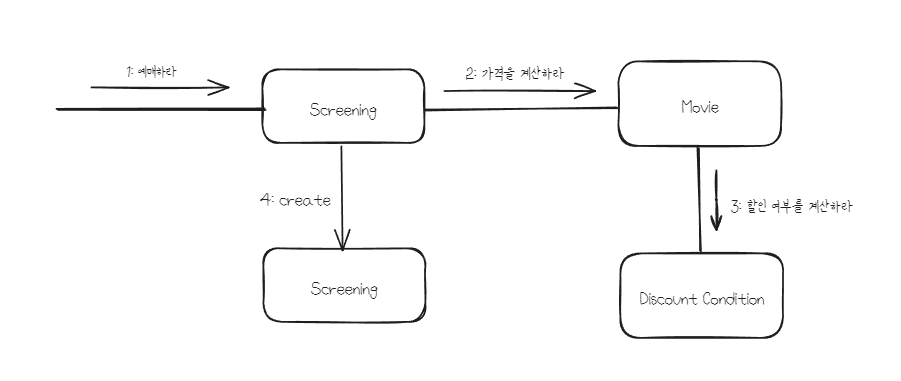 1: 예매하라
2: 가격을 계산하라
Screening
Movie
4: create
3: 할인 여부를 계산하라
Screening
Discount Condition